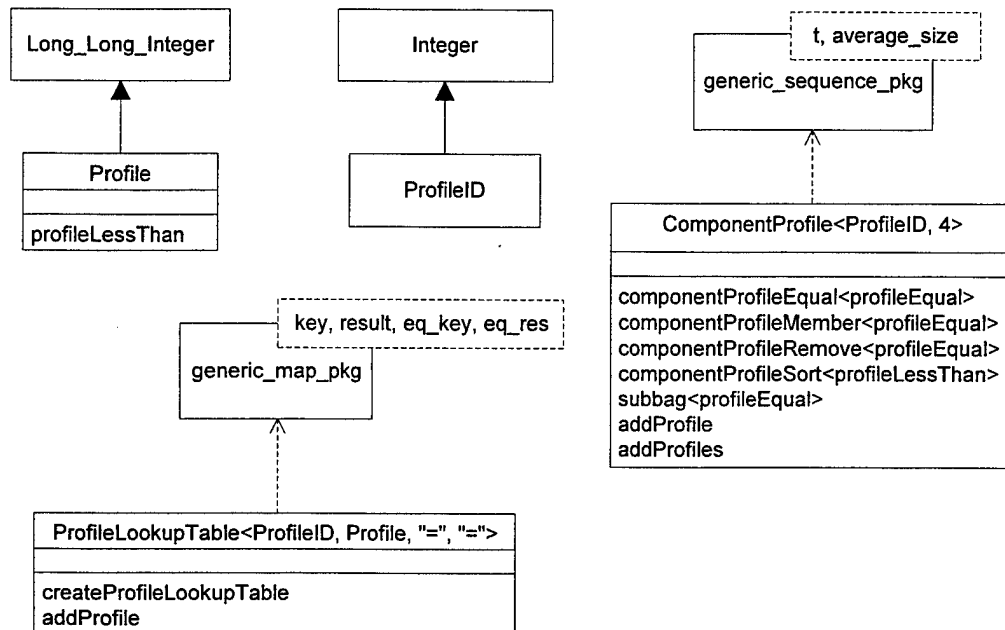 Long_Long_Integer
Profile
profileLessThan
Integer
ProfileID
t, average_size
generic_sequence_pkg
ComponentProfile<ProfileID, 4>
componentProfileEqual<profileEqual>
componentProfileMember<profileEqual>
componentProfileRemove<profileEqual>
componentProfileSort<profileLessThan>
subbag<profileEqual>
addProfile
addProfiles
key, result, eq_key, eq_res
generic_map_pkg
ProfileLookupTable<ProfileID, Profile, "=", "=">
createProfileLookupTable
addProfile